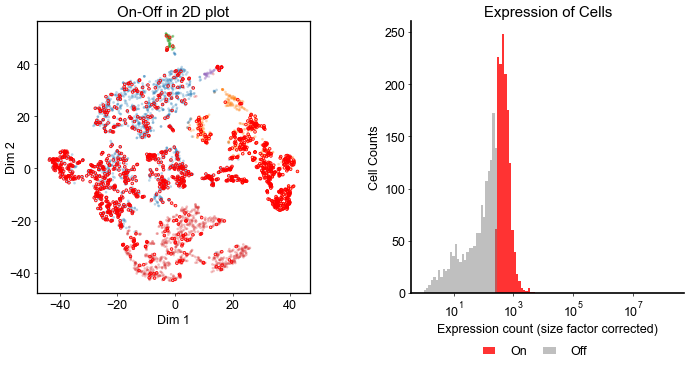 On-Off in 2D plot
40
20
0
−20
−40
Dim 2
−40 −20 0 20 40
Dim 1
Expression of Cells
250
200
150
100
50
0
Cell Counts
10^1 10^3 10^5 10^7
Expression count (size factor corrected)
On Off